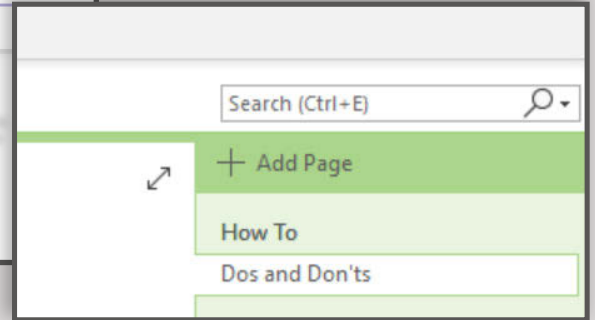 Search (Ctrl+E)
Add Page
How To
Dos and Don'ts